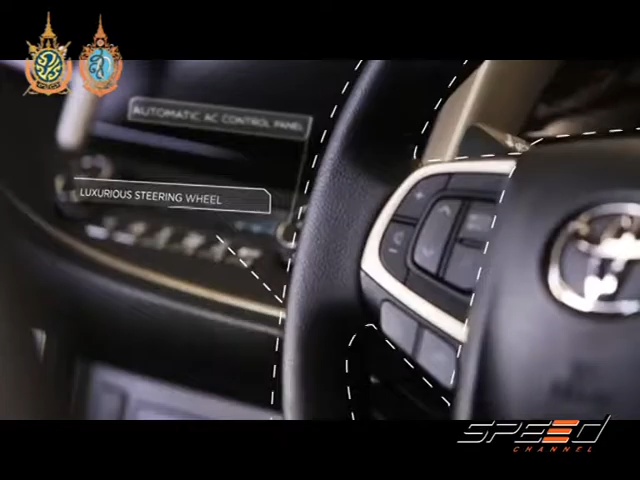 AUTOMATIC AC CONTROL PANEL
LUXURIOUS STEERING WHEEL
SPEED
CHANNEL